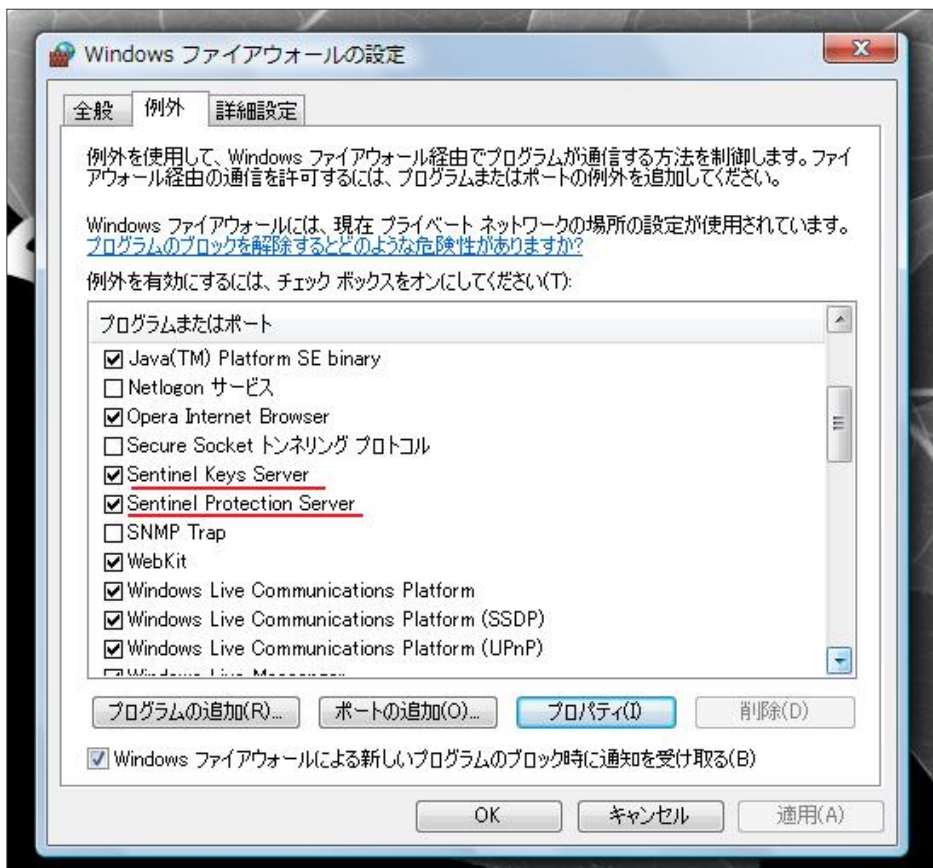 Windows ファイアウォールの設定
全般 例外 詳細設定
例外を使用して、Windows ファイアウォール経由でプログラムが通信する方法を制御します。ファイ
アウォール経由の通信を許可するには、プログラムまたはポートの例外を追加してください。
Windows ファイアウォールには、現在 プライベート ネットワークの場所の設定が使用されています。
プログラムのブロックを解除するとどのような危険性がありますか?
例外を有効にするには、チェック ボックスをオンにしてください(T):
プログラムまたはポート
Java(TM) Platform SE binary
Netlogon サービス
Opera Internet Browser
Secure Socket トンネリング プロトコル
Sentinel Keys Server
Sentinel Protection Server
SNMP Trap
WebKit
Windows Live Communications Platform
Windows Live Communications Platform (SSDP)
Windows Live Communications Platform (UPnP)
Windows Live Messenger
プログラムの追加(R)... ポートの追加(O)... プロパティ(I) 削除(D)
Windows ファイアウォールによる新しいプログラムのブロック時に通知を受け取る(B)
OK キャンセル 適用(A)